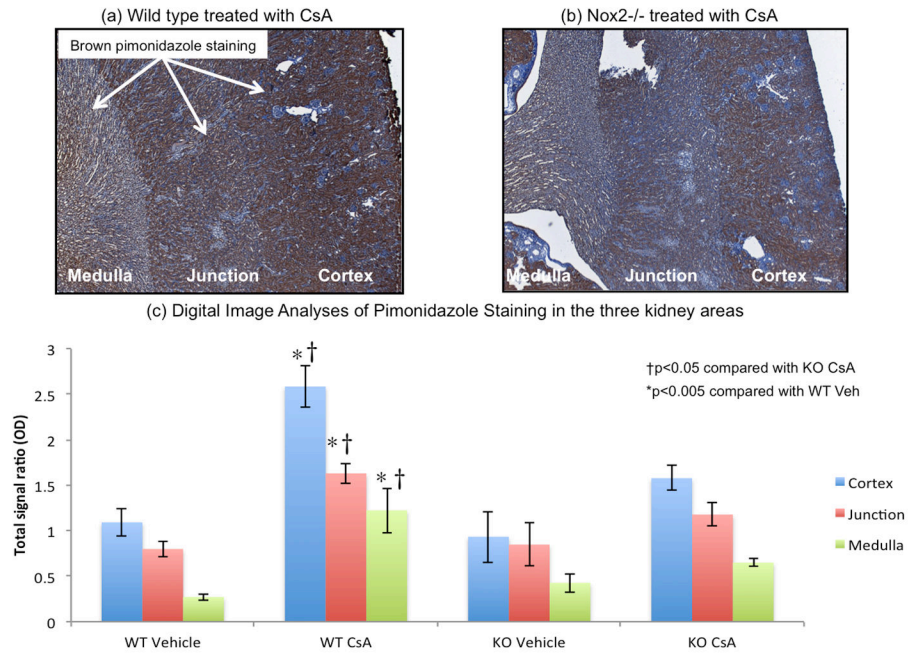 (a) Wild type treated with CsA
(b) Nox2-/- treated with CsA
Brown pimonidazole staining
Medulla Junction Cortex
Medulla Junction Cortex
(c) Digital Image Analyses of Pimonidazole Staining in the three kidney areas
†p<0.05 compared with KO CsA
*p<0.005 compared with WT Veh
Total signal ratio (OD)
3
2.5
2
1.5
1
0.5
0
*†
*†
*†
Cortex
Junction
Medulla
WT Vehicle
WT CsA
KO Vehicle
KO CsA